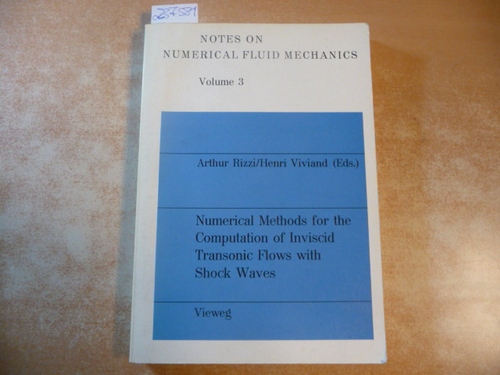 NOTES ON
NUMERICAL FLUID MECHANICS
Volume 3
Arthur Rizzi/Henri Viviand (Eds.)
Numerical Methods for the
Computation of Inviscid
Transonic Flows with
Shock Waves
Vieweg